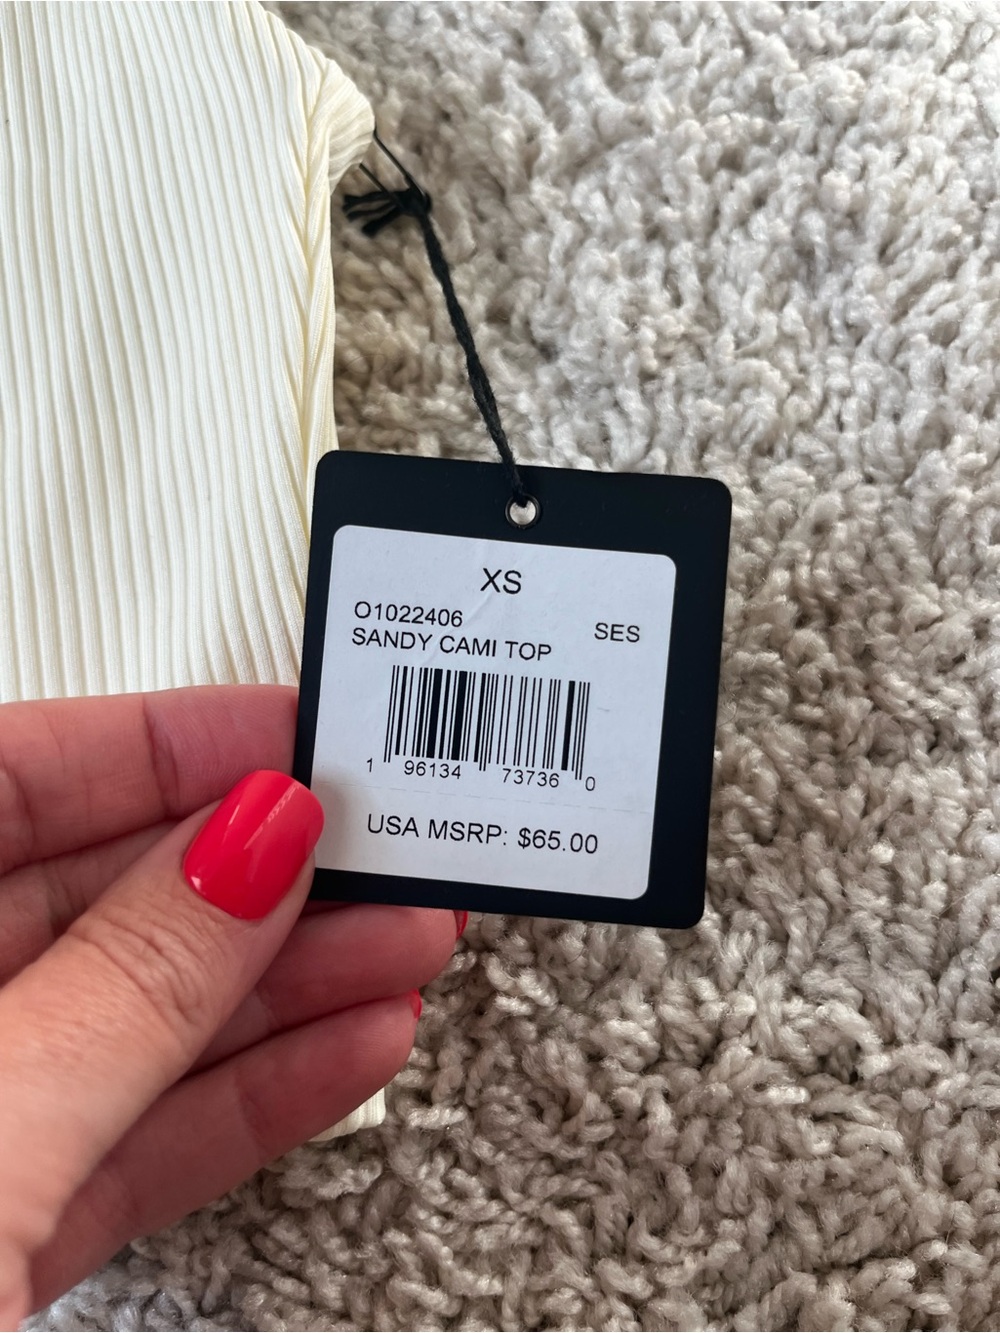 XS
O1022406
SES
SANDY CAMI TOP
1 96134 73736 0
USA MSRP: $65.00